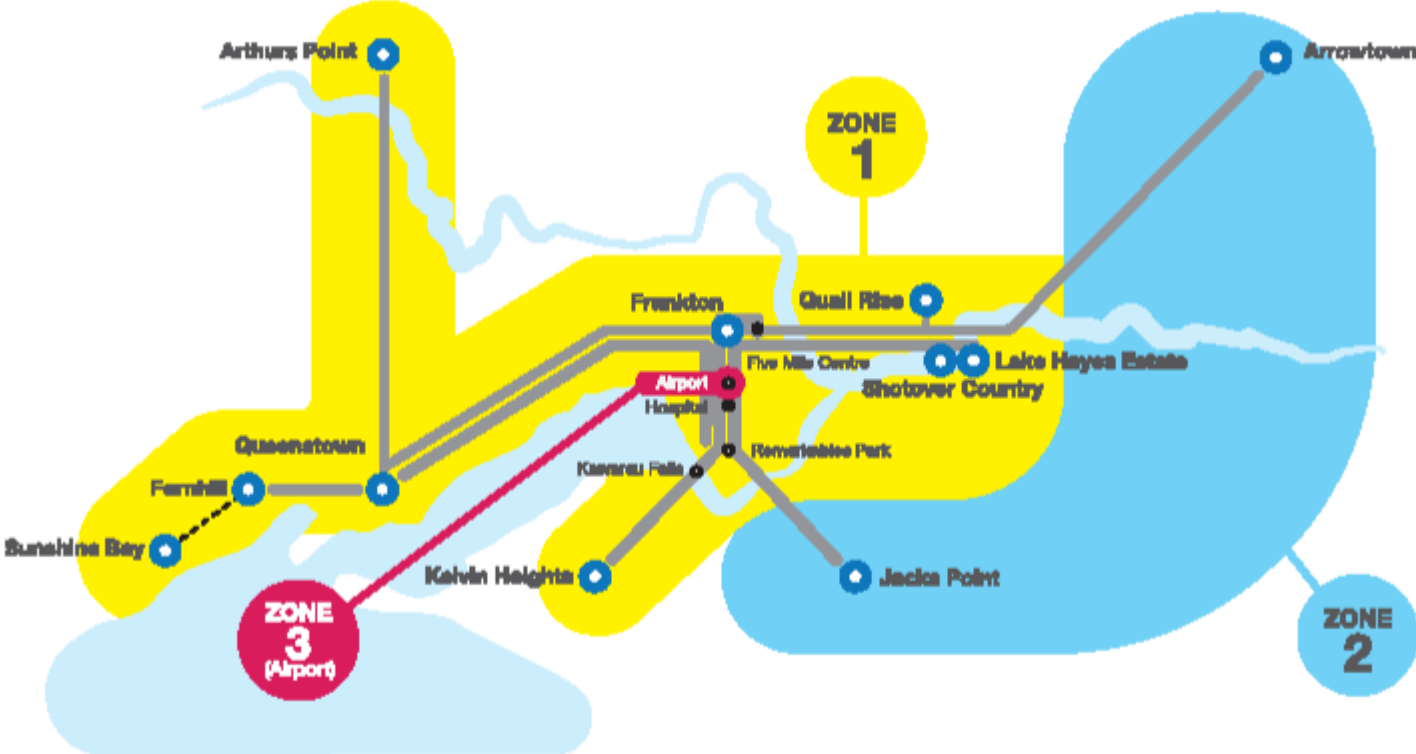 Arthurs Point
Arrowtown
ZONE
1
Frankton
Quail Rise
Five Mile Centre
Lake Hayes Estate
Airport
Shotover Country
Hospital
Queenstown
Remarkables Park
Kawarau Falls
Fernhill
Sunshine Bay
Kelvin Heights
Jacks Point
ZONE
3
(Airport)
ZONE
2